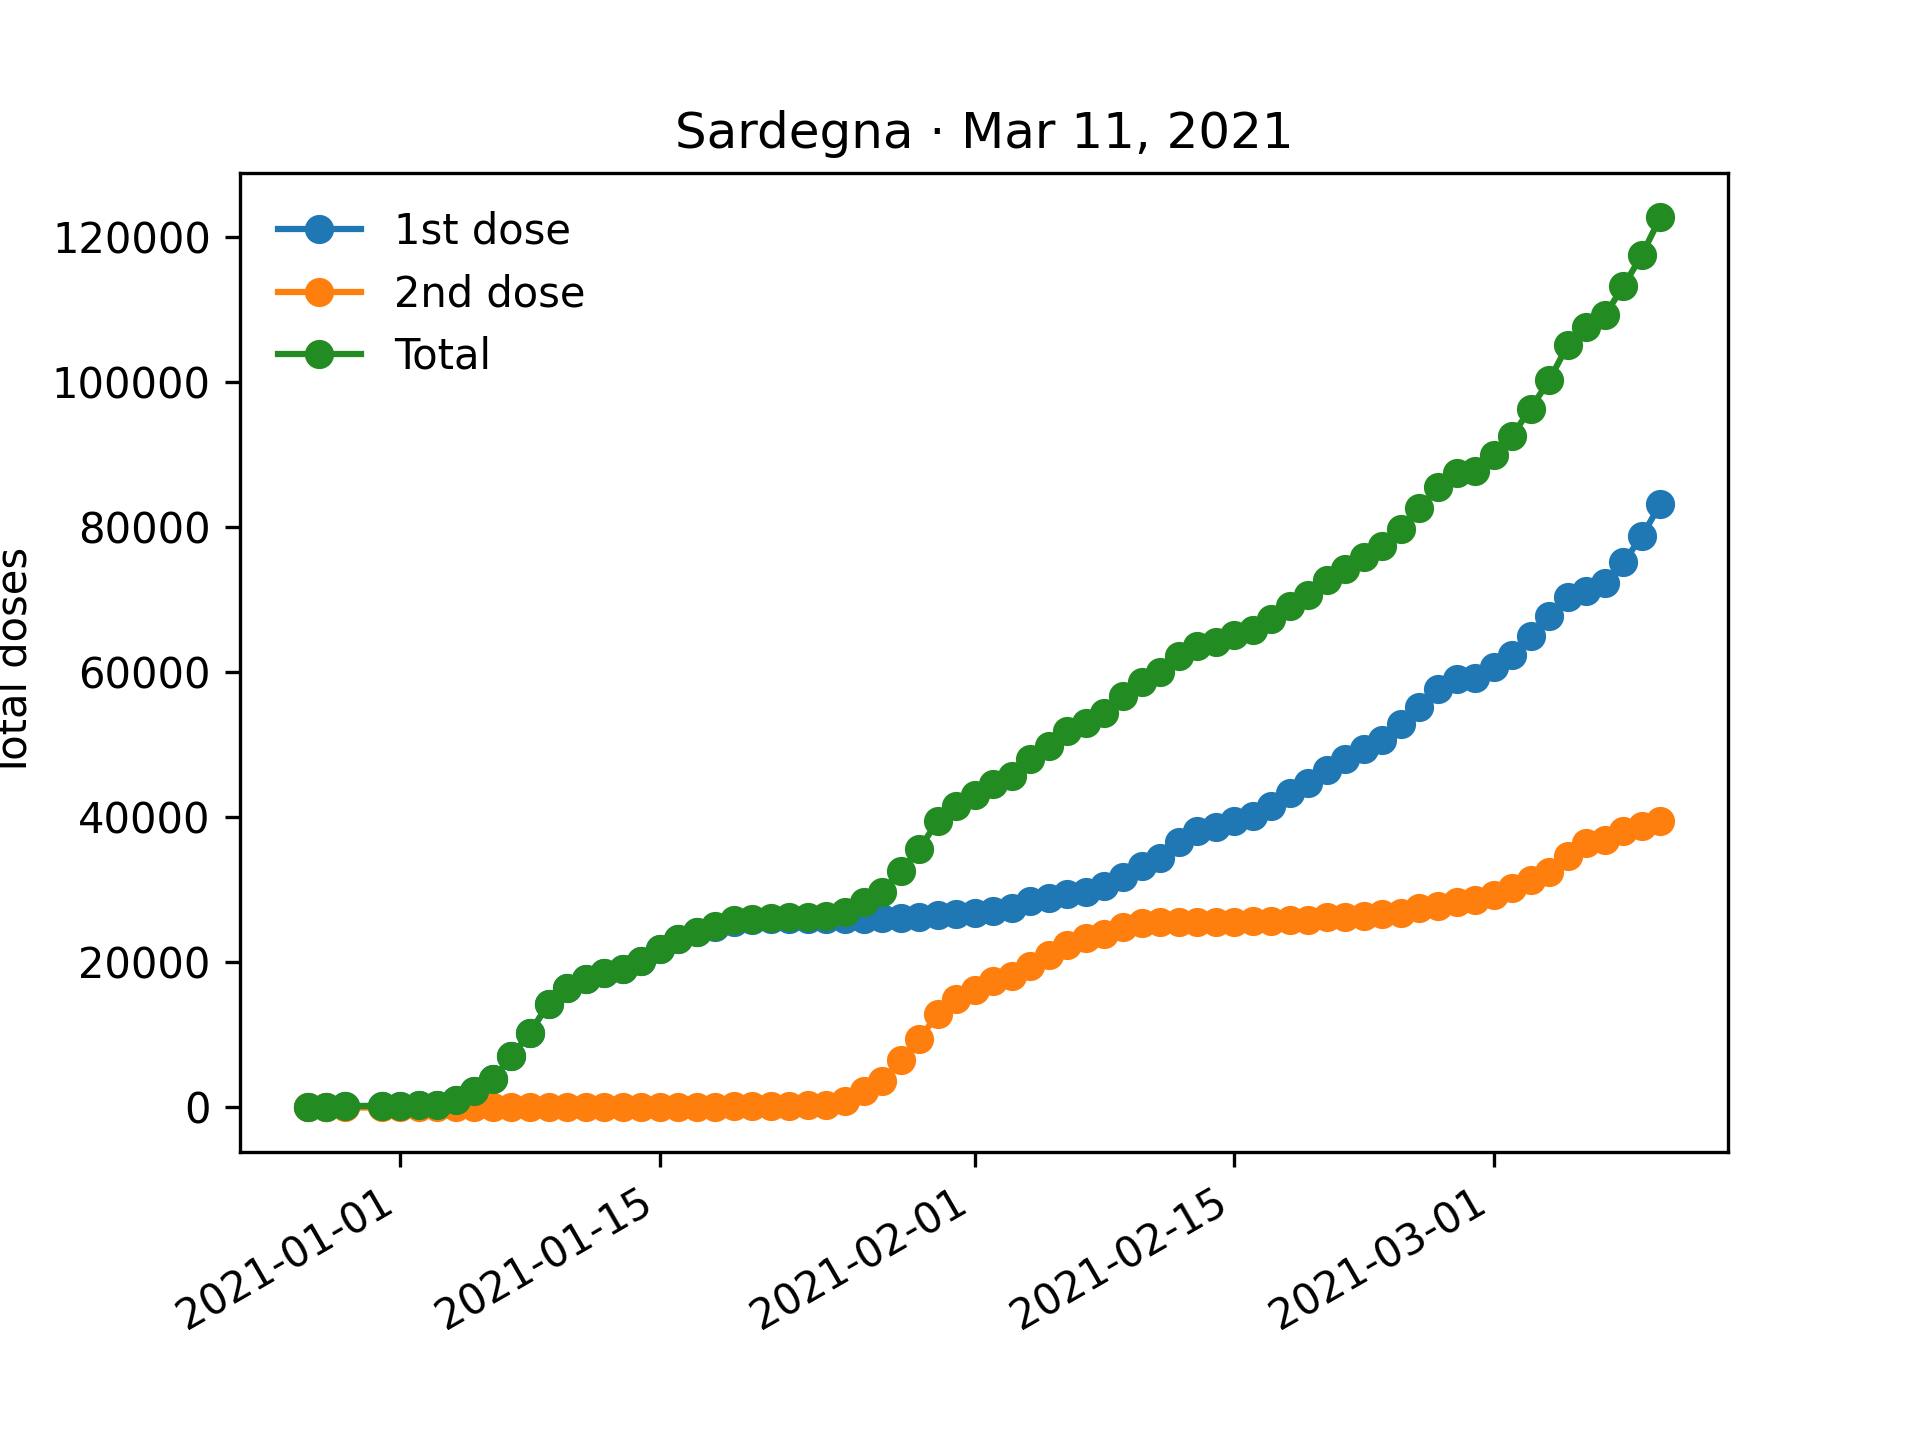 Sardegna · Mar 11, 2021
1st dose
2nd dose
Total
120000
100000
80000
60000
40000
20000
0
Total doses
2021-01-01
2021-01-15
2021-02-01
2021-02-15
2021-03-01